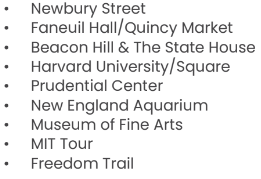 • Newbury Street
• Faneuil Hall/Quincy Market
• Beacon Hill & The State House
• Harvard University/Square
• Prudential Center
• New England Aquarium
• Museum of Fine Arts
• MIT Tour
• Freedom Trail